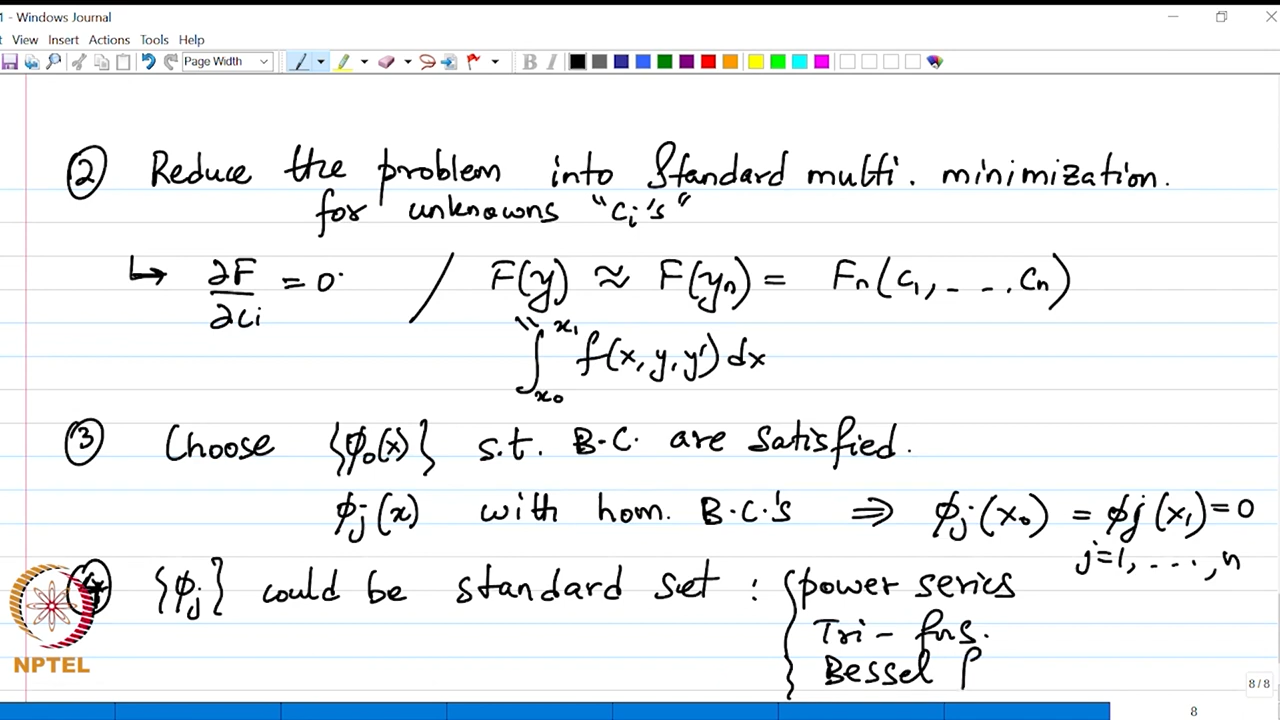 1 - Windows Journal
t View Insert Actions Tools Help
Page Width
② Reduce the problem into Standard multi. minimization.
for unknowns "ci's"
↳ ∂F/∂ci = 0 / F(y) ≈ F(yn) = Fn(c1, - . . . cn)
" ∫x0^x1 f(x, y, y') dx
③ Choose {ϕ0(x)} s.t. B.C. are satisfied.
ϕj(x) with hom. B.C.'s ⇒ ϕj(x0) = ϕj(x1) = 0
j=1, - . . . , n
④ {ϕj} could be standard set : { power series
Tri - fns.
Bessel f
NPTEL
8 / 8
8